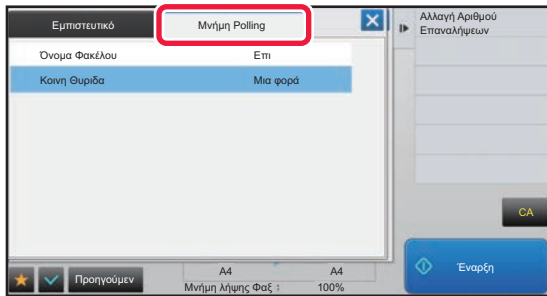 Εμπιστευτικό
Μνήμη Polling
Όνομα Φακέλου Επι
Κοινη Θυριδα Μια φορά
Αλλαγή Αριθμού
Επαναλήψεων
CA
Έναρξη
Προηγούμεν
A4 A4
Μνήμη λήψης Φαξ : 100%